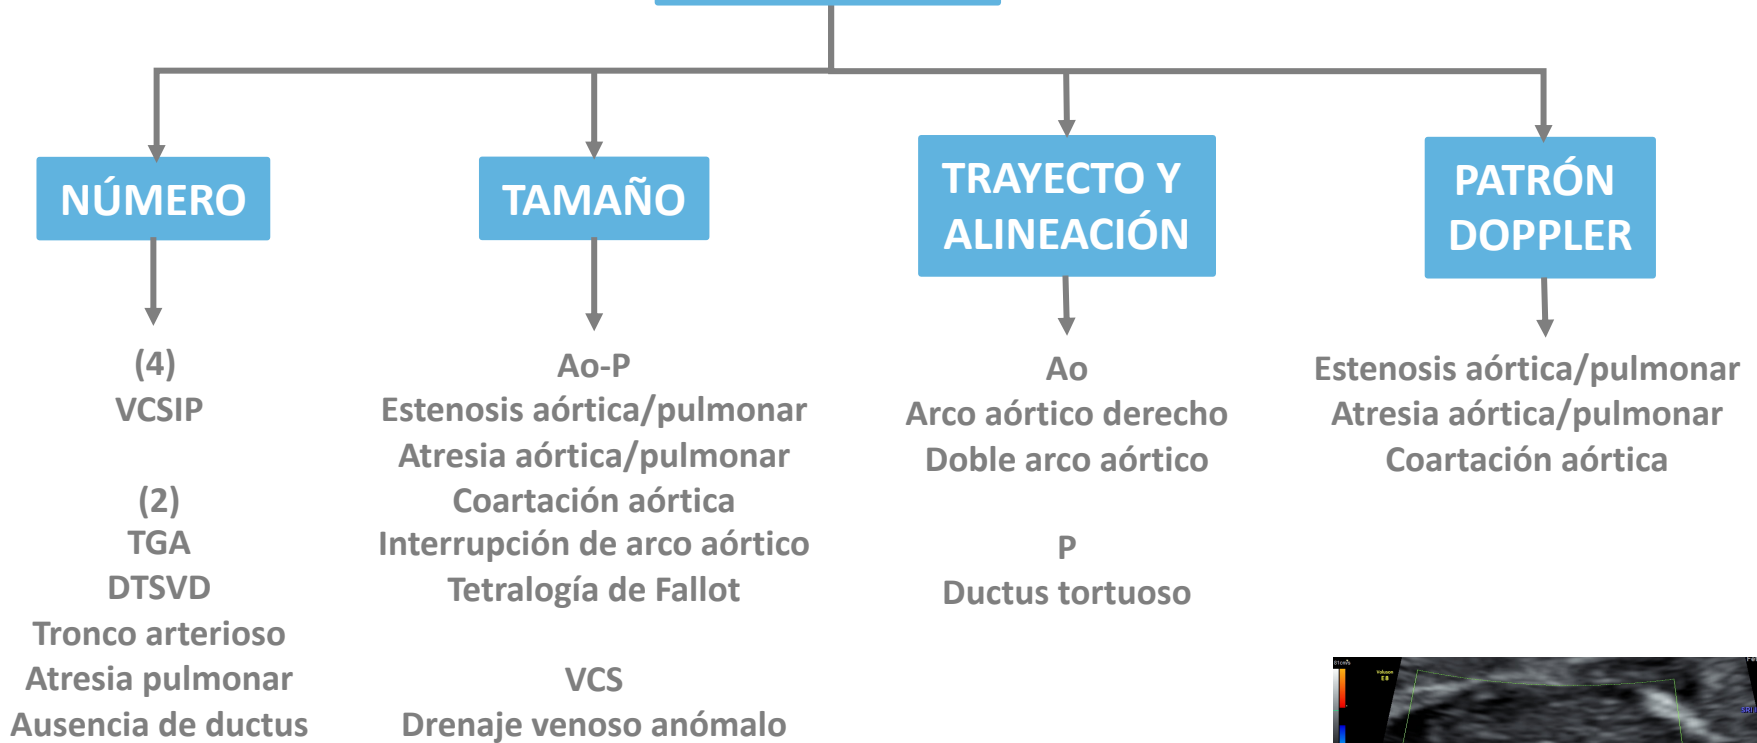 NÚMERO
(4)
VCSIP
(2)
TGA
DTSVD
Tronco arterioso
Atresia pulmonar
Ausencia de ductus
TAMAÑO
Ao-P
Estenosis aórtica/pulmonar
Atresia aórtica/pulmonar
Coartación aórtica
Interrupción de arco aórtico
Tetralogía de Fallot
VCS
Drenaje venoso anómalo
TRAYECTO Y
ALINEACIÓN
Ao
Arco aórtico derecho
Doble arco aórtico
P
Ductus tortuoso
PATRÓN
DOPPLER
Estenosis aórtica/pulmonar
Atresia aórtica/pulmonar
Coartación aórtica
Voluson
E8